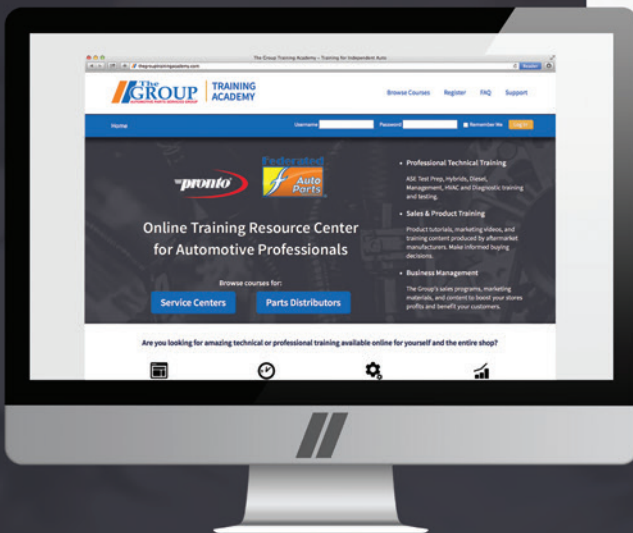 The Group Training Academy – Training for Independent Auto
thegrouptrainingacademy.com
Reader
The
GROUP
AUTOMOTIVE PARTS SERVICES GROUP
TRAINING
ACADEMY
Browse Courses Register FAQ Support
Home Username Password Remember Me Log In
THE pronto
Federated
Auto
Parts
Online Training Resource Center
for Automotive Professionals
Browse courses for:
Service Centers Parts Distributors
• Professional Technical Training
ASE Test Prep, Hybrids, Diesel,
Management, HVAC and Diagnostic training
and testing.
• Sales & Product Training
Product tutorials, marketing videos, and
training content produced by aftermarket
manufacturers. Make informed buying
decisions.
• Business Management
The Group's sales programs, marketing
materials, and content to boost your stores
profits and benefit your customers.
Are you looking for amazing technical or professional training available online for yourself and the entire shop?